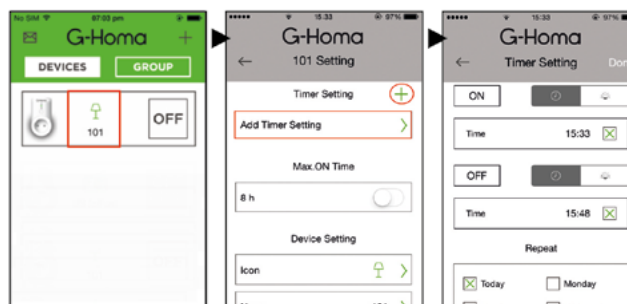 No SIM 07:03 pm
G-Homa
DEVICES GROUP
101
OFF
15:33 97%
G-Homa
101 Setting
Timer Setting
Add Timer Setting
Max.ON Time
8 h
Device Setting
Icon
15:33 97%
G-Homa
Timer Setting Don
ON
Time 15:33
OFF
Time 15:48
Repeat
Today Monday